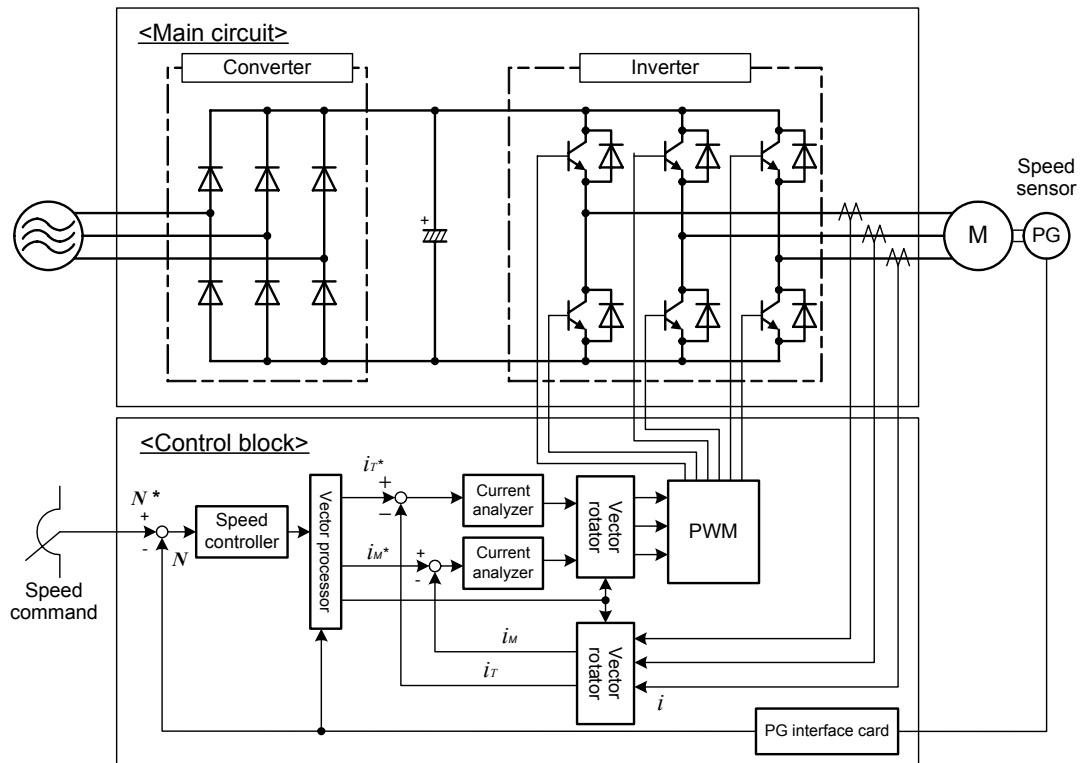 <Main circuit>
Converter
Inverter
+
Speed
sensor
M
PG
<Control block>
N*
+
-
N
Speed
command
Speed
controller
Vector processor
iT*
+
−
iM*
+
-
Current
analyzer
Current
analyzer
Vector
rotator
PWM
iM
iT
Vector
rotator
i
PG interface card